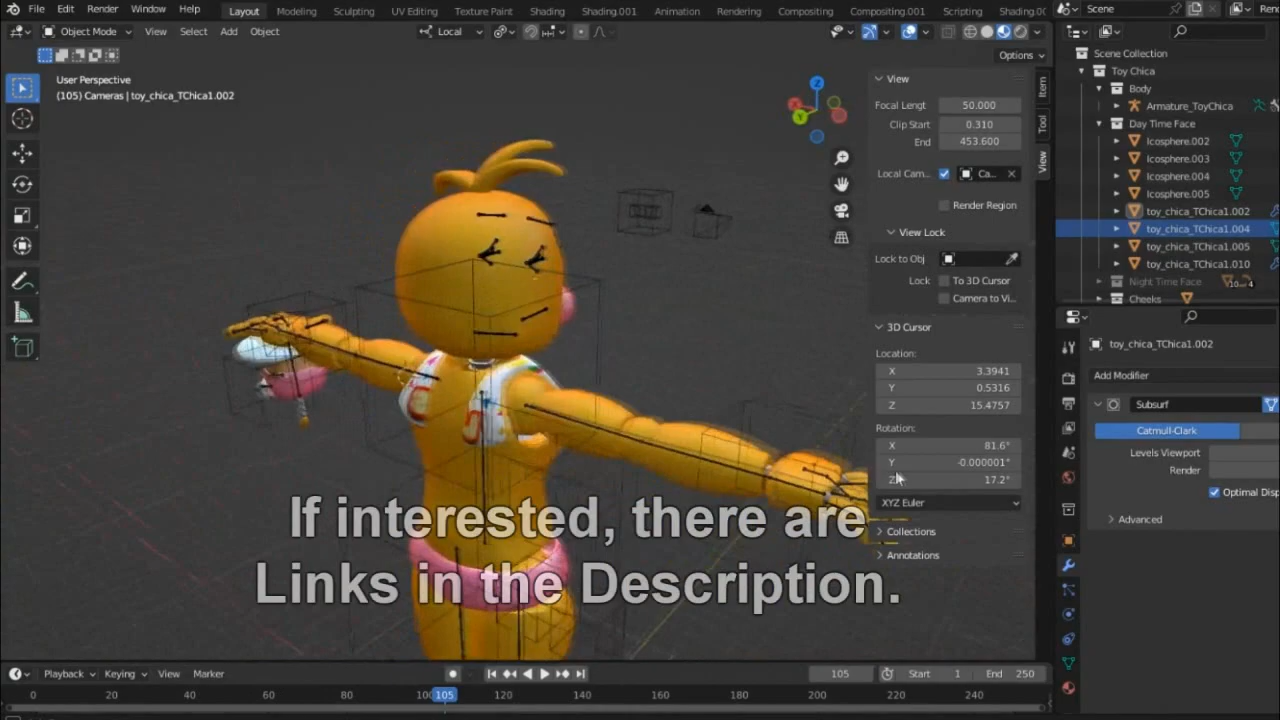 File Edit Render Window Help Layout Modeling Sculpting UV Editing Texture Paint Shading Shading.001 Animation Rendering Compositing Compositing.001 Scripting Scene
Object Mode View Select Add Object Local
Options
User Perspective
(105) Cameras | toy_chica_TChica1.002
View
Focal Lengt 50.000
Clip Start 0.310
End 453.600
Local Cam... Ca...
Render Region
View Lock
Lock to Obj
Lock: To 3D Cursor
Camera to Vi...
3D Cursor
Location:
X 3.3941
Y 0.5316
Z 15.4757
Rotation:
X 81.6°
Y -0.000001°
Z 17.2°
XYZ Euler
Collections
Annotations
Item
Tool
View
Scene Collection
Toy Chica
Body
Armature_ToyChica
Day Time Face
Icosphere.002
Icosphere.003
Icosphere.004
Icosphere.005
toy_chica_TChica1.002
toy_chica_TChica1.004
toy_chica_TChica1.005
toy_chica_TChica1.010
Night Time Face
Cheeks
toy_chica_TChica1.002
Add Modifier
Subsurf
Catmull-Clark
Levels Viewport
Render
Optimal Disp
Advanced
If interested, there are
Links in the Description.
Playback Keying View Marker 105 Start 1 End 250
0 20 40 60 80 100 105 120 140 160 180 200 220 240